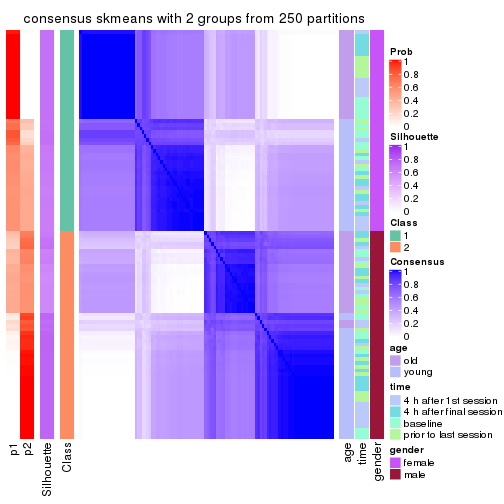 consensus skmeans with 2 groups from 250 partitions
Prob
1
0.8
0.6
0.4
0.2
0
Silhouette
1
0.8
0.6
0.4
0.2
0
Class
1
2
Consensus
1
0.8
0.6
0.4
0.2
0
age
old
young
time
4 h after 1st session
4 h after final session
baseline
prior to last session
gender
female
male
p1
p2
Silhouette
Class
age
time
gender